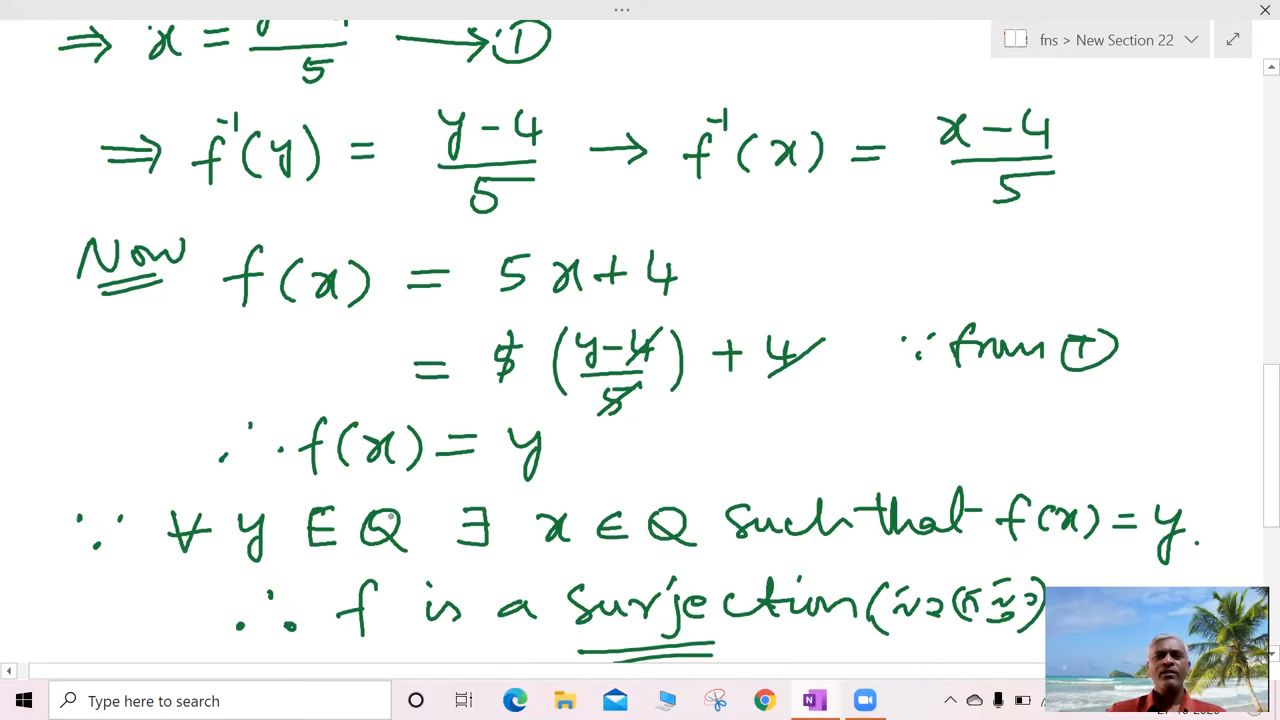 ⇒ x = y-4/5 ⟶ ①
fns > New Section 22
⇒ f⁻¹(y) = y-4/5 → f⁻¹(x) = x-4/5
Now f(x) = 5x+4
= 5 (y-4/5) + 4 ∵ from ①
∴ f(x) = y
∵ ∀ y ∈ Q ∃ x ∈ Q such that f(x) = y.
∴ f is a surjection (
Type here to search